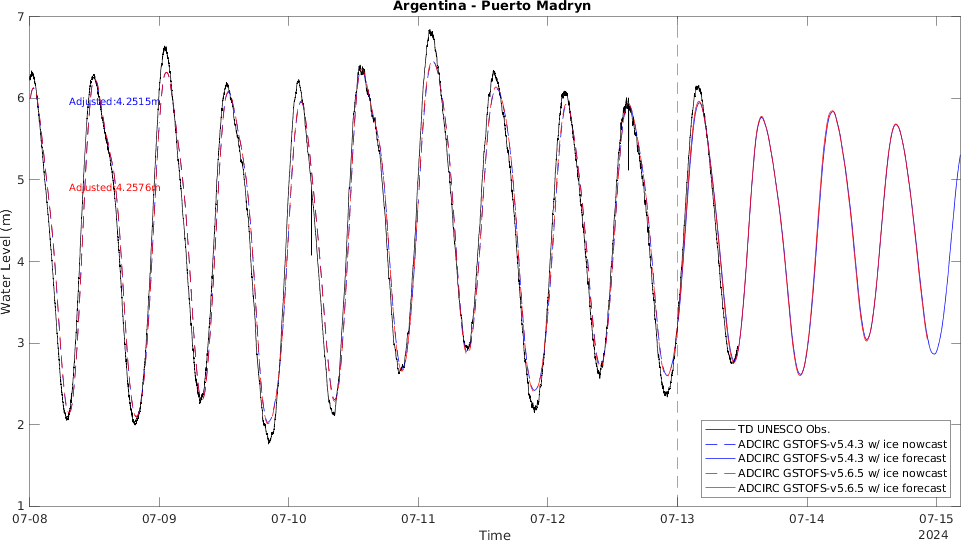 Argentina - Puerto Madryn
7
6
5
4
3
2
1
Water Level (m)
Adjusted:4.2515m
Adjusted:4.2576m
TD UNESCO Obs.
ADCIRC GSTOFS-v5.4.3 w/ ice nowcast
ADCIRC GSTOFS-v5.4.3 w/ ice forecast
ADCIRC GSTOFS-v5.6.5 w/ ice nowcast
ADCIRC GSTOFS-v5.6.5 w/ ice forecast
07-08 07-09 07-10 07-11 07-12 07-13 07-14 07-15
Time
2024